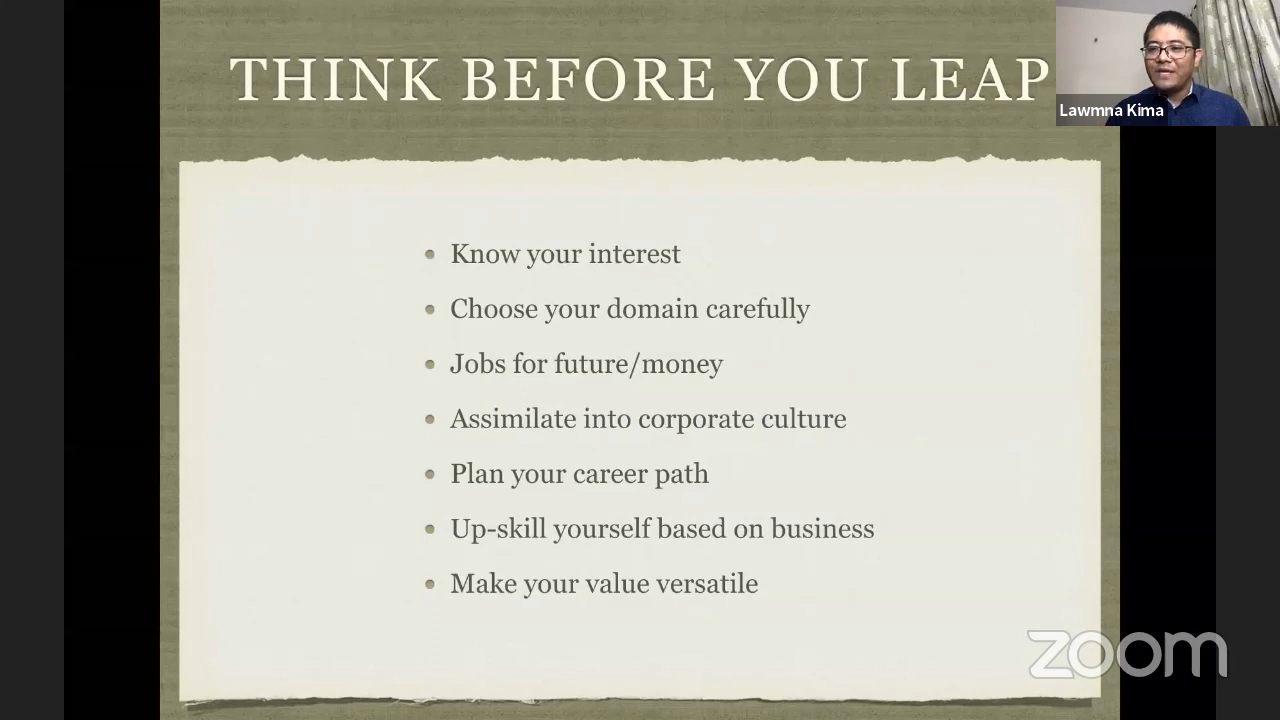 THINK BEFORE YOU LEAP
Lawmna Kima
Know your interest
Choose your domain carefully
Jobs for future/money
Assimilate into corporate culture
Plan your career path
Up-skill yourself based on business
Make your value versatile
zoom